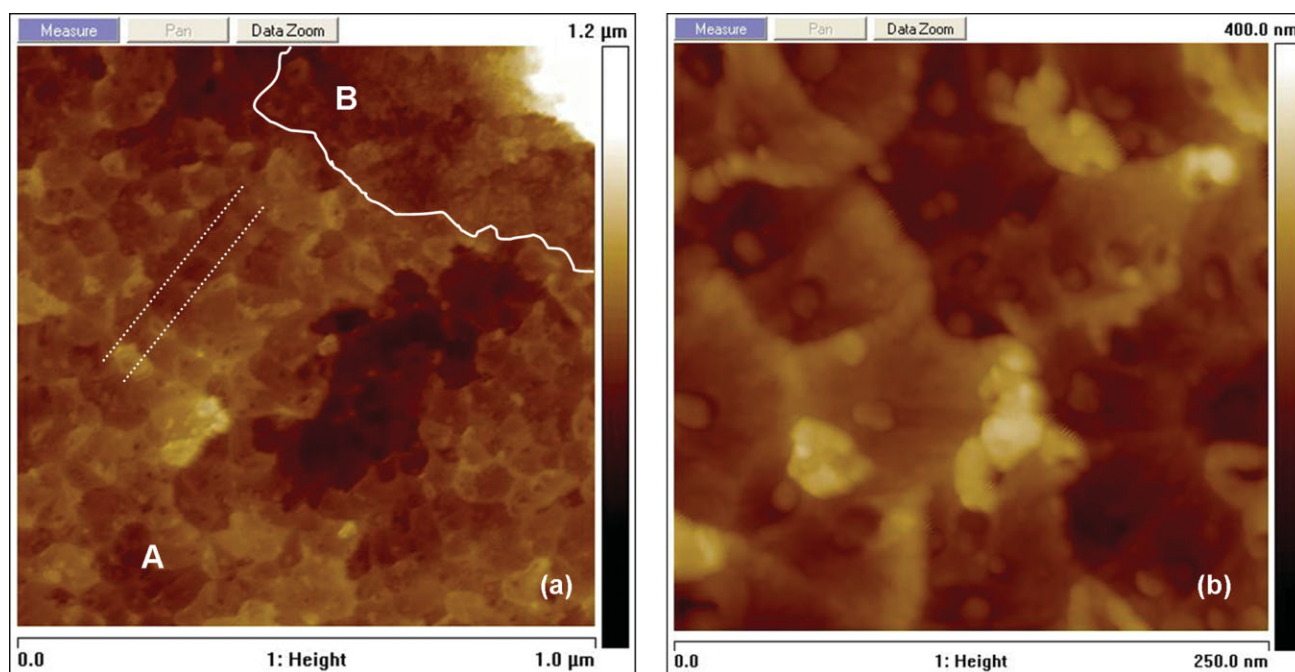 Measure Pan Data Zoom 1.2 µm
B
A
(a)
0.0 1: Height 1.0 µm
Measure Pan Data Zoom 400.0 nm
(b)
0.0 1: Height 250.0 nm